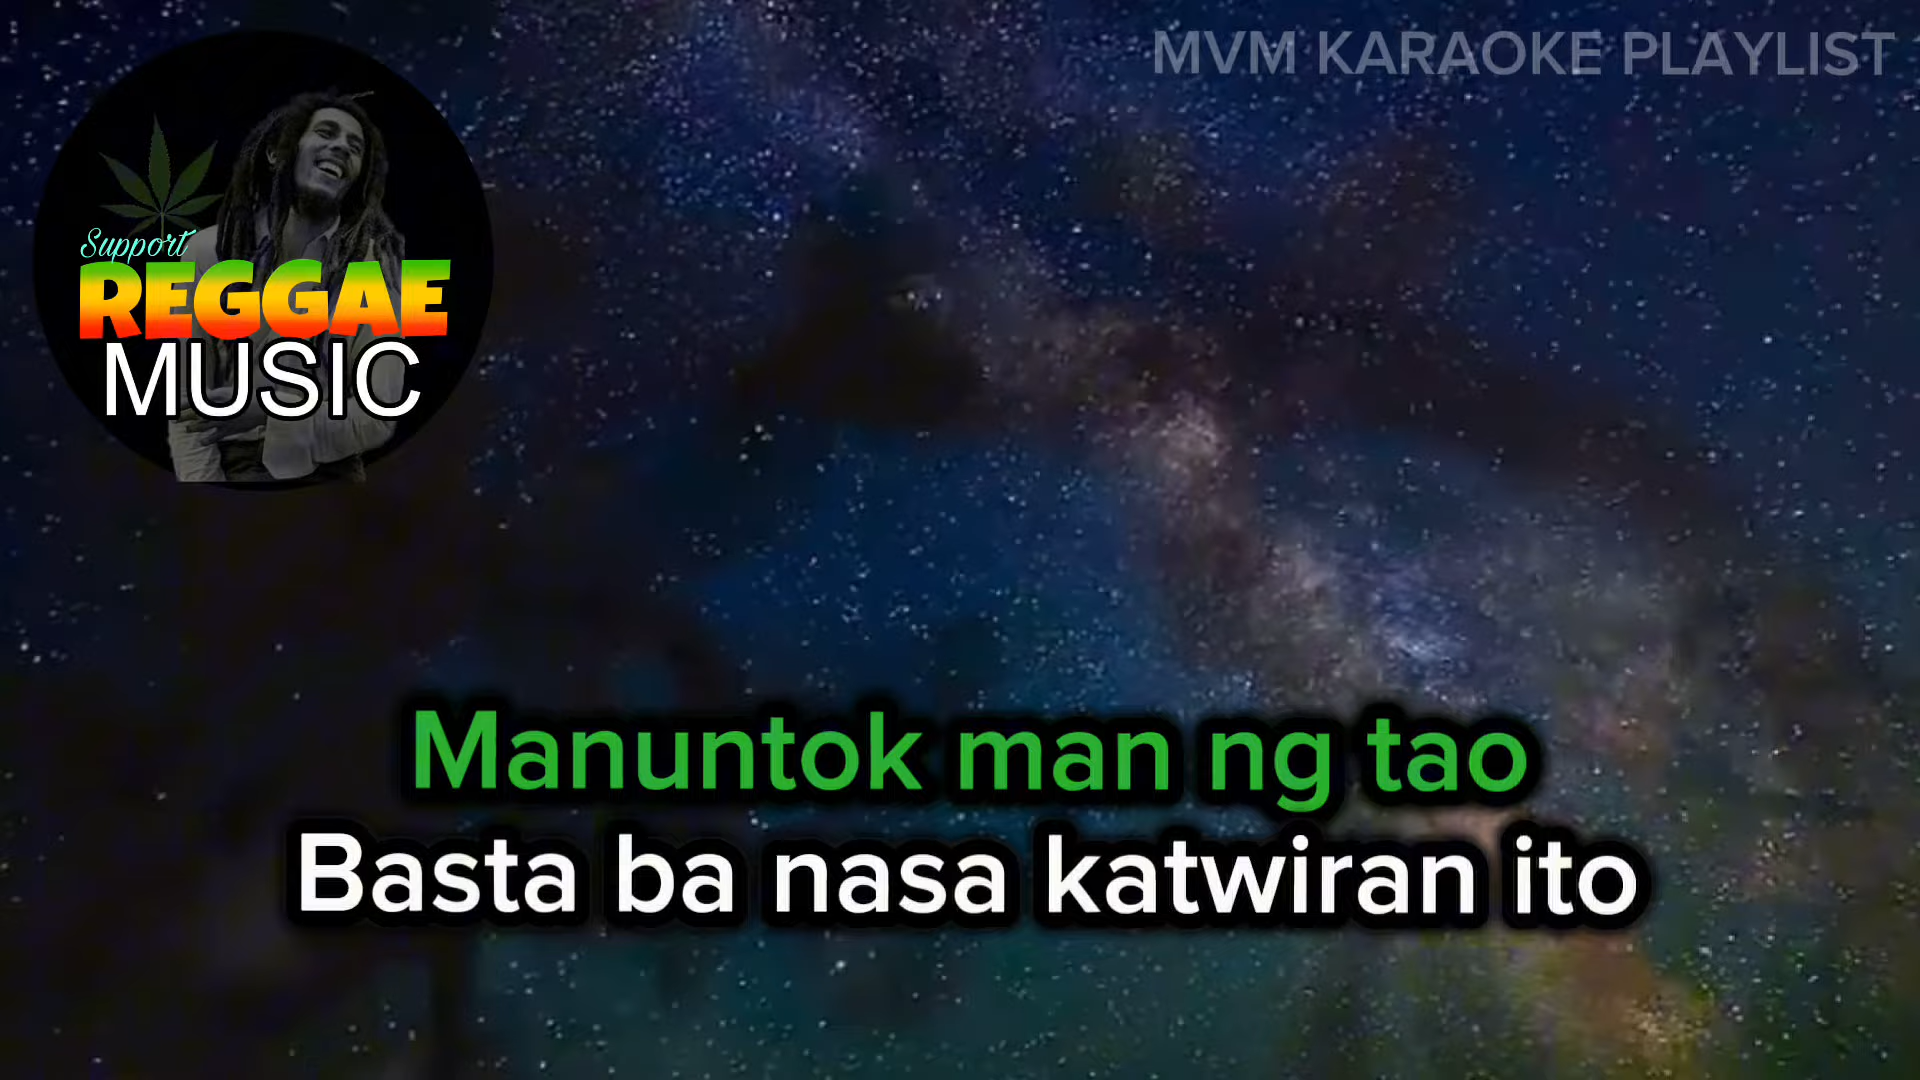 MVM KARAOKE PLAYLIST
Support
REGGAE
MUSIC
Manuntok man ng tao
Basta ba nasa katwiran ito